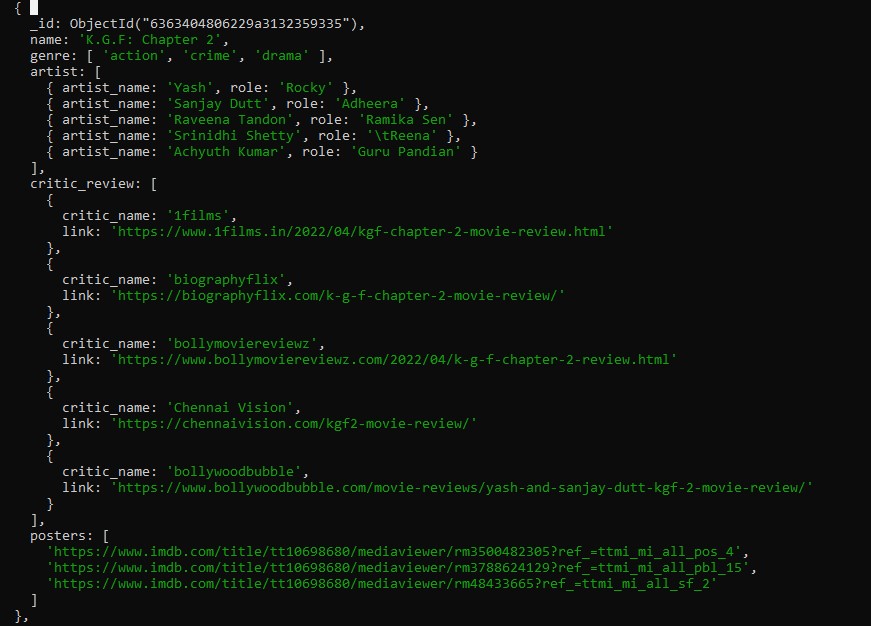 {
  _id: ObjectId("6363404806229a3132359335"),
  name: 'K.G.F: Chapter 2',
  genre: [ 'action', 'crime', 'drama' ],
  artist: [
    { artist_name: 'Yash', role: 'Rocky' },
    { artist_name: 'Sanjay Dutt', role: 'Adheera' },
    { artist_name: 'Raveena Tandon', role: 'Ramika Sen' },
    { artist_name: 'Srinidhi Shetty', role: '\tReena' },
    { artist_name: 'Achyuth Kumar', role: 'Guru Pandian' }
  ],
  critic_review: [
    {
      critic_name: '1films',
      link: 'https://www.1films.in/2022/04/kgf-chapter-2-movie-review.html'
    },
    {
      critic_name: 'biographyflix',
      link: 'https://biographyflix.com/k-g-f-chapter-2-movie-review/'
    },
    {
      critic_name: 'bollymoviereviewz',
      link: 'https://www.bollymoviereviewz.com/2022/04/k-g-f-chapter-2-review.html'
    },
    {
      critic_name: 'Chennai Vision',
      link: 'https://chennaivision.com/kgf2-movie-review/'
    },
    {
      critic_name: 'bollywoodbubble',
      link: 'https://www.bollywoodbubble.com/movie-reviews/yash-and-sanjay-dutt-kgf-2-movie-review/'
    }
  ],
  posters: [
    'https://www.imdb.com/title/tt10698680/mediaviewer/rm3500482305?ref_=ttmi_mi_all_pos_4',
    'https://www.imdb.com/title/tt10698680/mediaviewer/rm3788624129?ref_=ttmi_mi_all_pbl_15',
    'https://www.imdb.com/title/tt10698680/mediaviewer/rm48433665?ref_=ttmi_mi_all_sf_2'
  ]
},